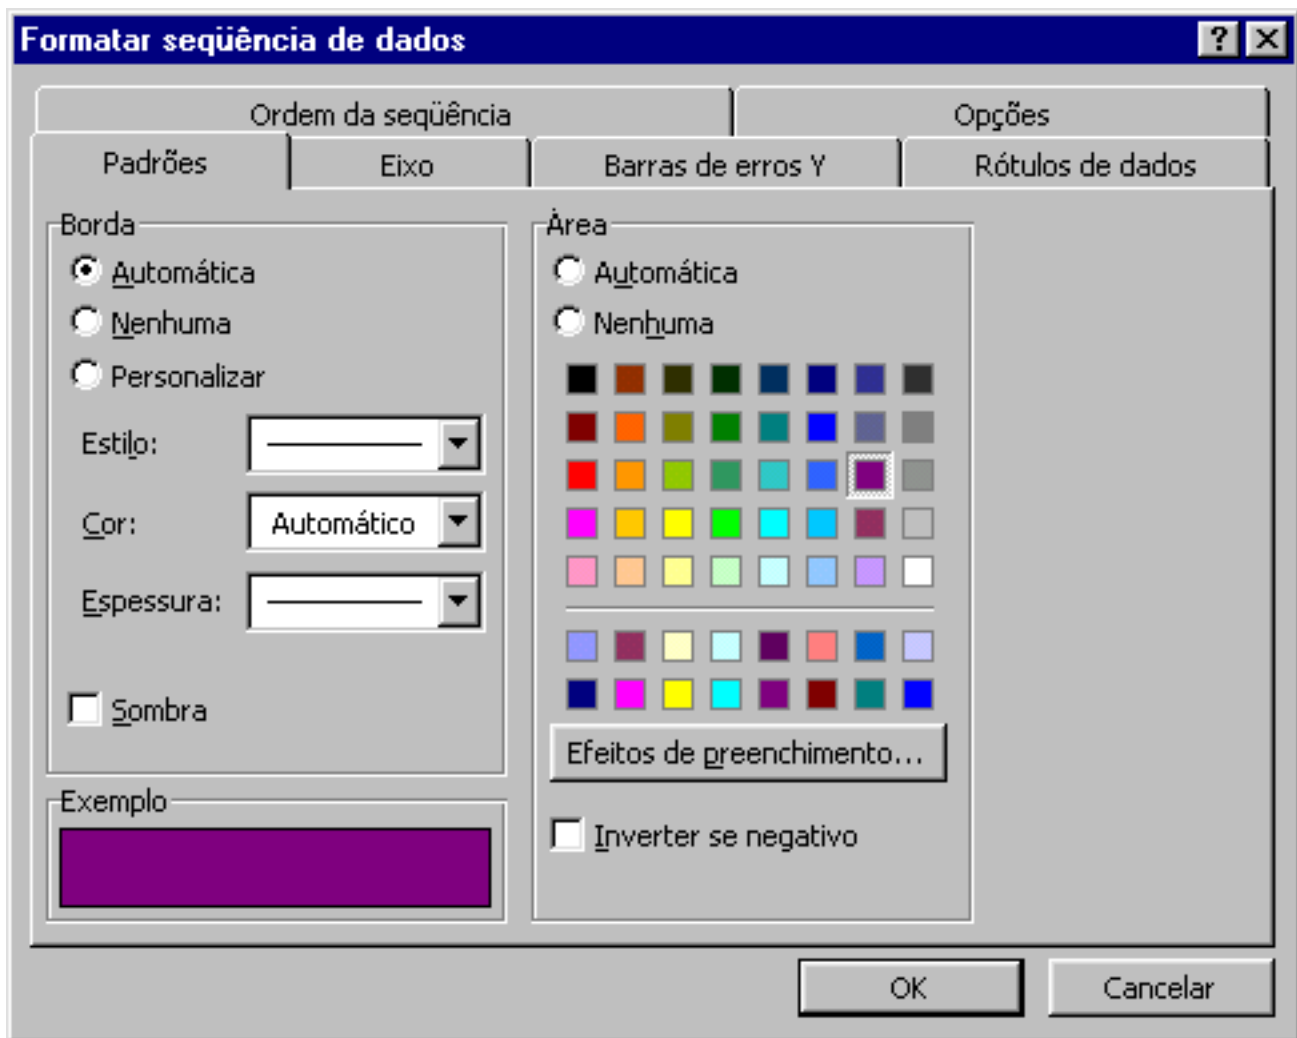 Formatar seqüência de dados
Ordem da seqüência
Opções
Padrões
Eixo
Barras de erros Y
Rótulos de dados
Borda
Automática
Nenhuma
Personalizar
Estilo:
Cor:
Automático
Espessura:
Sombra
Exemplo
Área
Automática
Nenhuma
Efeitos de preenchimento...
Inverter se negativo
OK
Cancelar